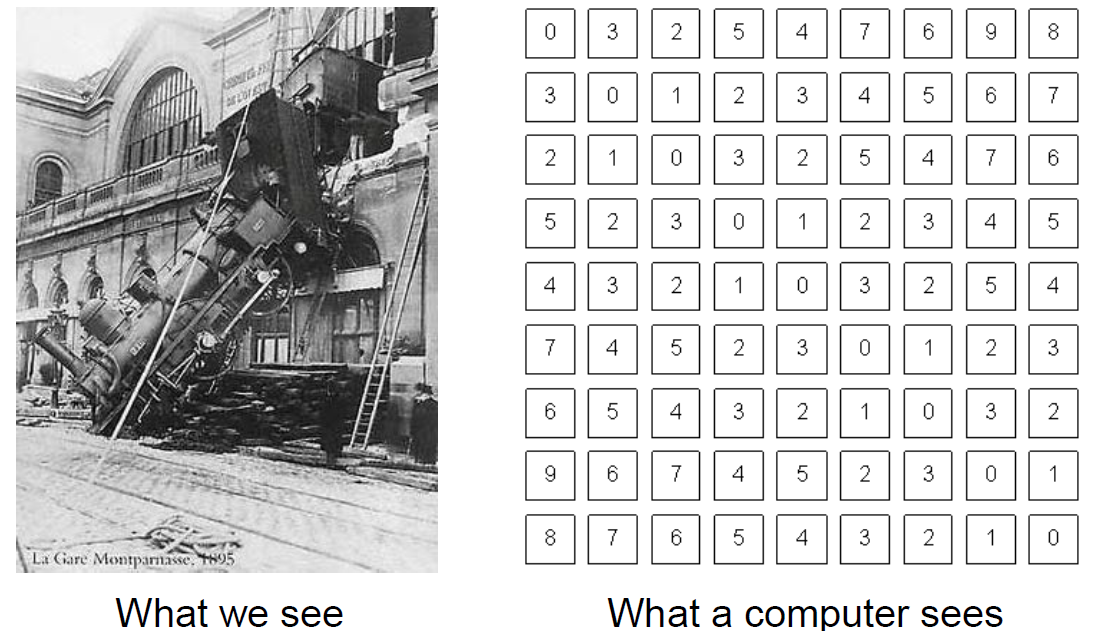 La Gare Montparnasse, 1895
0 3 2 5 4 7 6 9 8
3 0 1 2 3 4 5 6 7
2 1 0 3 2 5 4 7 6
5 2 3 0 1 2 3 4 5
4 3 2 1 0 3 2 5 4
7 4 5 2 3 0 1 2 3
6 5 4 3 2 1 0 3 2
9 6 7 4 5 2 3 0 1
8 7 6 5 4 3 2 1 0
What we see
What a computer sees